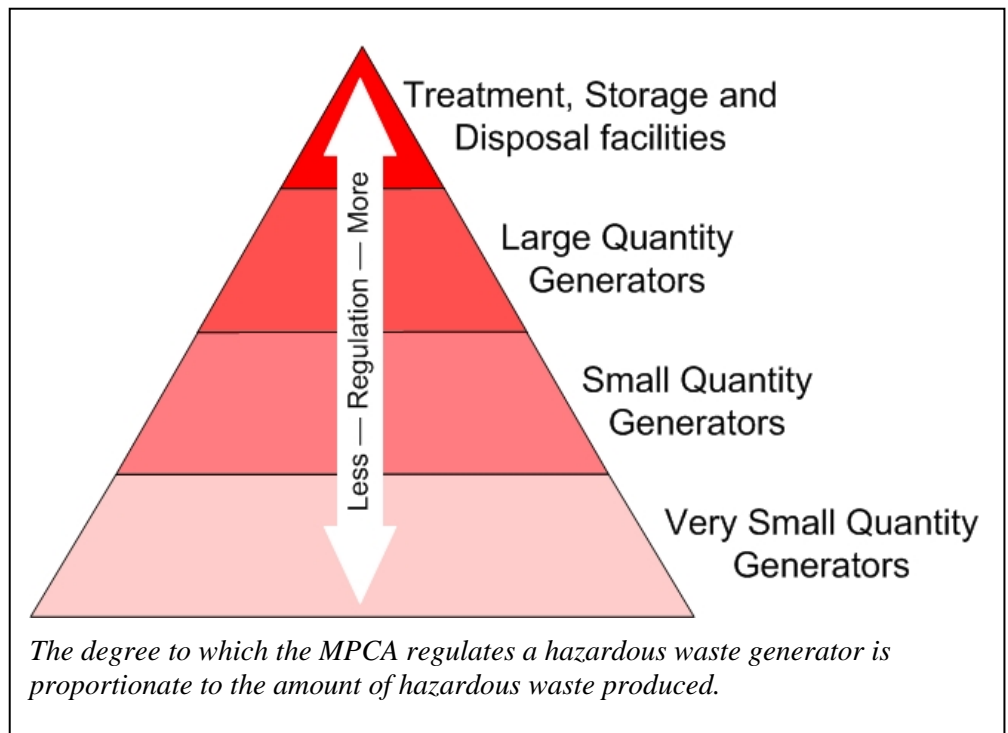 Treatment, Storage and
Disposal facilities
Large Quantity
Generators
Less — Regulation — More
Small Quantity
Generators
Very Small Quantity
Generators
The degree to which the MPCA regulates a hazardous waste generator is
proportionate to the amount of hazardous waste produced.